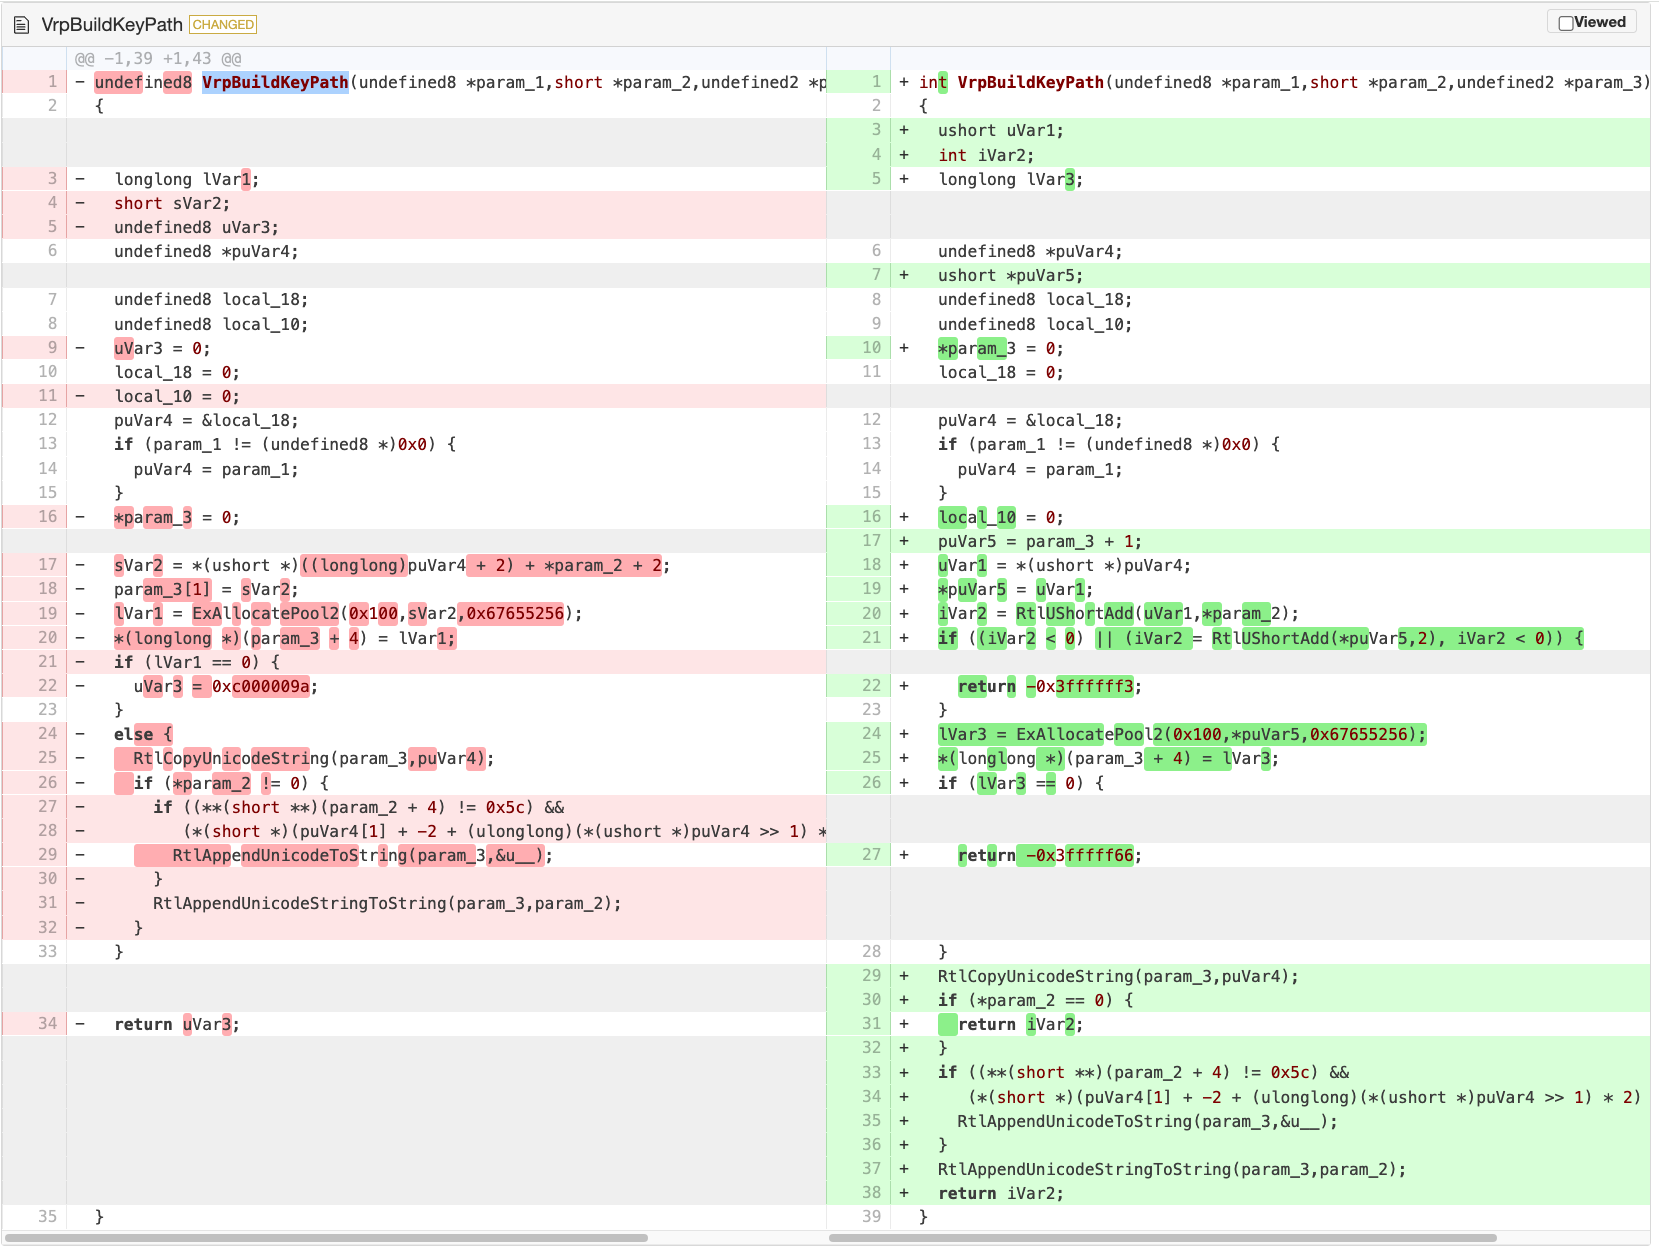 VrpBuildKeyPath CHANGED Viewed
@@ -1,39 +1,43 @@
1 - undefined8 VrpBuildKeyPath(undefined8 *param_1,short *param_2,undefined2 *p
2 {
3 - longlong lVar1;
4 - short sVar2;
5 - undefined8 uVar3;
6 undefined8 *puVar4;
7 undefined8 local_18;
8 undefined8 local_10;
9 - uVar3 = 0;
10 local_18 = 0;
11 - local_10 = 0;
12 puVar4 = &local_18;
13 if (param_1 != (undefined8 *)0x0) {
14 puVar4 = param_1;
15 }
16 - *param_3 = 0;
17 - sVar2 = *(ushort *)((longlong)puVar4 + 2) + *param_2 + 2;
18 - param_3[1] = sVar2;
19 - lVar1 = ExAllocatePool2(0x100,sVar2,0x67655256);
20 - *(longlong *)(param_3 + 4) = lVar1;
21 - if (lVar1 == 0) {
22 - uVar3 = 0xc000009a;
23 }
24 - else {
25 - RtlCopyUnicodeString(param_3,puVar4);
26 - if (*param_2 != 0) {
27 - if ((**(short **)(param_2 + 4) != 0x5c) &&
28 - (*(short *)(puVar4[1] + -2 + (ulonglong)(*(ushort *)puVar4 >> 1) *
29 - RtlAppendUnicodeToString(param_3,&u__);
30 - }
31 - RtlAppendUnicodeStringToString(param_3,param_2);
32 - }
33 }
34 - return uVar3;
35 }
1 + int VrpBuildKeyPath(undefined8 *param_1,short *param_2,undefined2 *param_3)
2 {
3 + ushort uVar1;
4 + int iVar2;
5 + longlong lVar3;
6 undefined8 *puVar4;
7 + ushort *puVar5;
8 undefined8 local_18;
9 undefined8 local_10;
10 + *param_3 = 0;
11 local_18 = 0;
12 puVar4 = &local_18;
13 if (param_1 != (undefined8 *)0x0) {
14 puVar4 = param_1;
15 }
16 + local_10 = 0;
17 puVar5 = param_3 + 1;
18 + uVar1 = *(ushort *)puVar4;
19 + *puVar5 = uVar1;
20 + iVar2 = RtlUShortAdd(uVar1,*param_2);
21 + if ((iVar2 < 0) || (iVar2 = RtlUShortAdd(*puVar5,2), iVar2 < 0)) {
22 + return -0x3ffffff3;
23 }
24 + lVar3 = ExAllocatePool2(0x100,*puVar5,0x67655256);
25 + *(longlong *)(param_3 + 4) = lVar3;
26 + if (lVar3 == 0) {
27 + return -0x3fffff66;
28 }
29 + RtlCopyUnicodeString(param_3,puVar4);
30 + if (*param_2 == 0) {
31 + return iVar2;
32 + }
33 + if ((**(short **)(param_2 + 4) != 0x5c) &&
34 + (*(short *)(puVar4[1] + -2 + (ulonglong)(*(ushort *)puVar4 >> 1) * 2)
35 + RtlAppendUnicodeToString(param_3,&u__);
36 + }
37 + RtlAppendUnicodeStringToString(param_3,param_2);
38 + return iVar2;
39 }